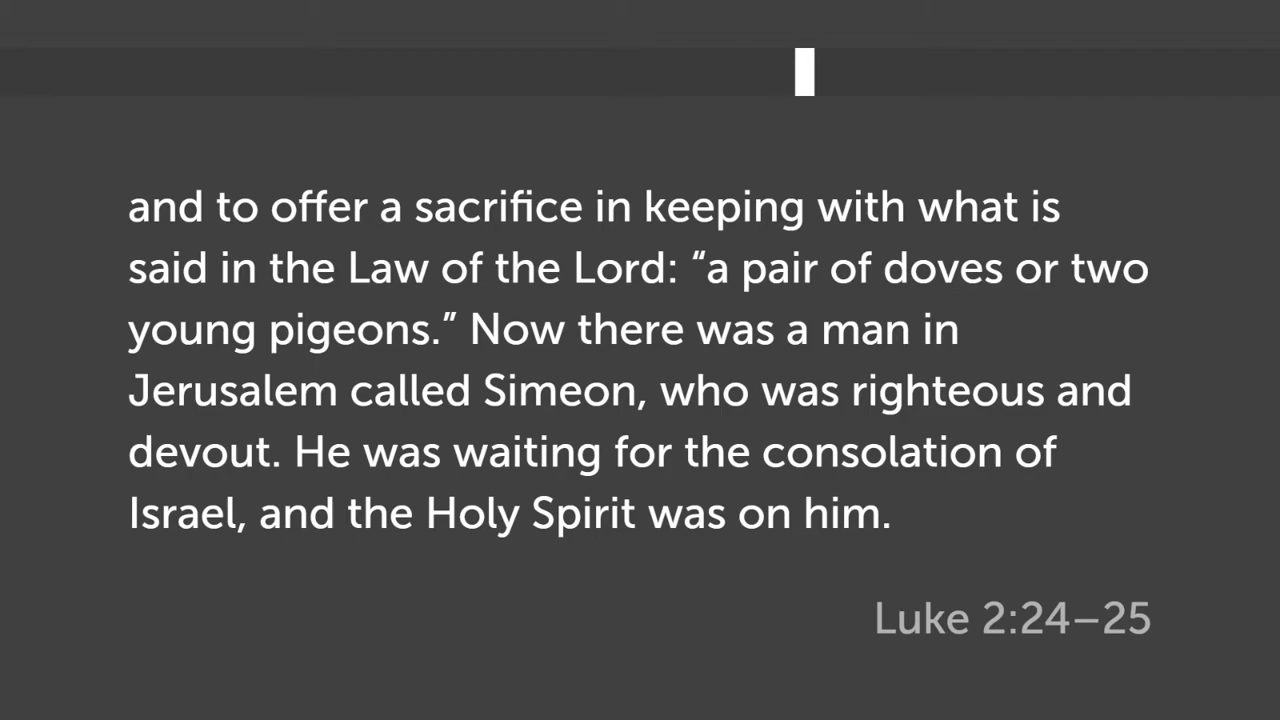 and to offer a sacrifice in keeping with what is
said in the Law of the Lord: “a pair of doves or two
young pigeons.” Now there was a man in
Jerusalem called Simeon, who was righteous and
devout. He was waiting for the consolation of
Israel, and the Holy Spirit was on him.
Luke 2:24–25